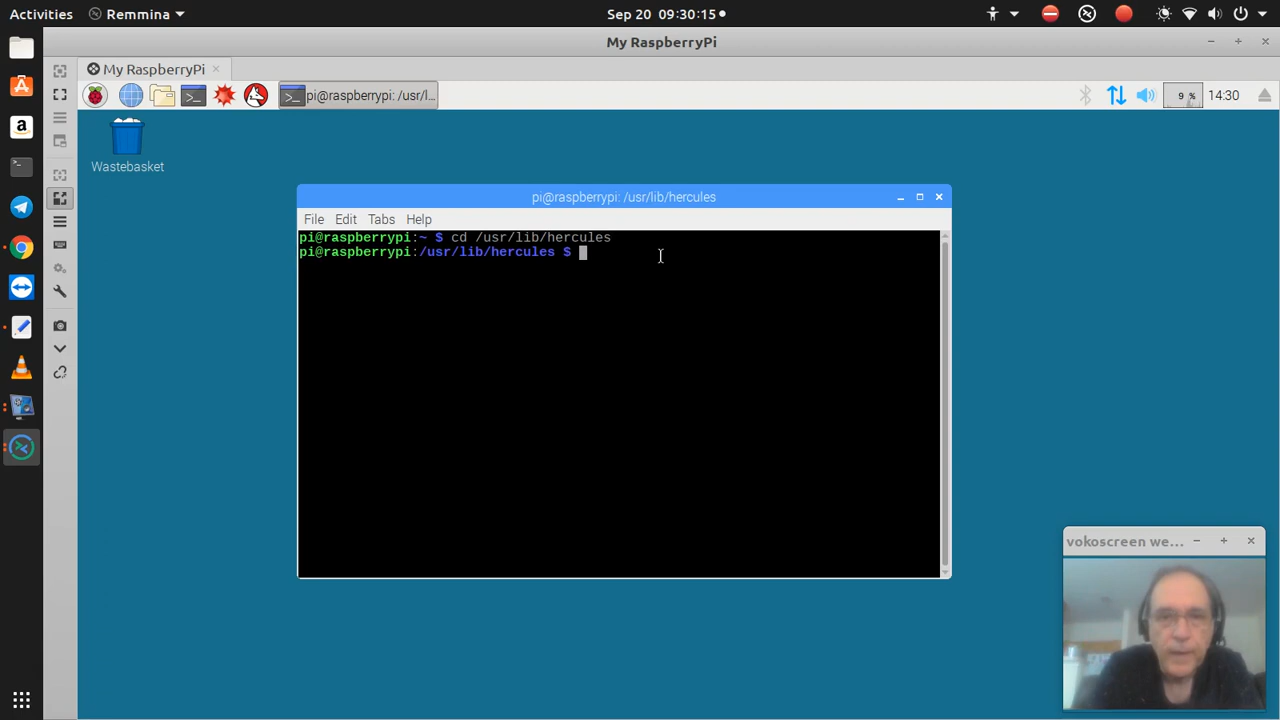 Activities
Remmina
Sep 20 09:30:15
My RaspberryPi
My RaspberryPi
pi@raspberrypi: /usr/l...
9 %
14:30
Wastebasket
pi@raspberrypi: /usr/lib/hercules
File Edit Tabs Help
pi@raspberrypi:~ $ cd /usr/lib/hercules
pi@raspberrypi:/usr/lib/hercules $
vokoscreen we...